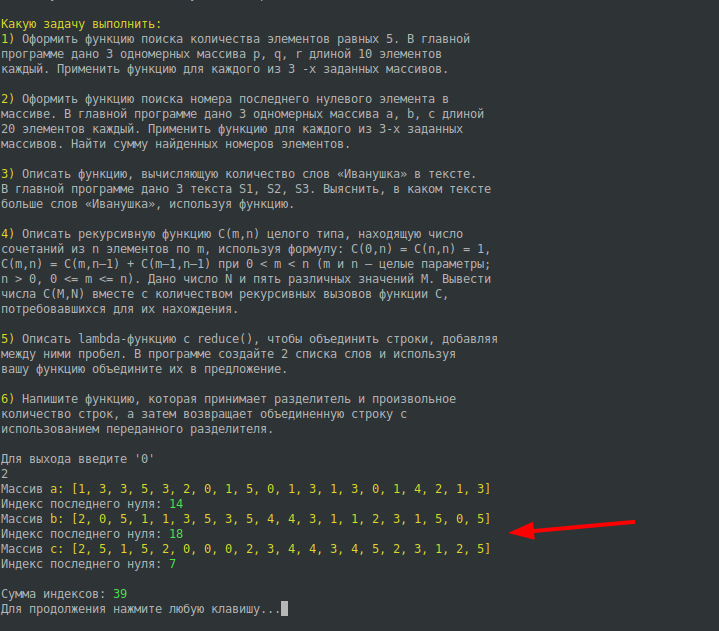 Какую задачу выполнить:
1) Оформить функцию поиска количества элементов равных 5. В главной
программе дано 3 одномерных массива p, q, r длиной 10 элементов
каждый. Применить функцию для каждого из 3 -х заданных массивов.
2) Оформить функцию поиска номера последнего нулевого элемента в
массиве. В главной программе дано 3 одномерных массива a, b, c длиной
20 элементов каждый. Применить функцию для каждого из 3-х заданных
массивов. Найти сумму найденных номеров элементов.
3) Описать функцию, вычисляющую количество слов «Иванушка» в тексте.
В главной программе дано 3 текста S1, S2, S3. Выяснить, в каком тексте
больше слов «Иванушка», используя функцию.
4) Описать рекурсивную функцию C(m,n) целого типа, находящую число
сочетаний из n элементов по m, используя формулу: C(0,n) = C(n,n) = 1,
C(m,n) = C(m,n–1) + C(m–1,n–1) при 0 < m < n (m и n – целые параметры;
n > 0, 0 <= m <= n). Дано число N и пять различных значений M. Вывести
числа C(M,N) вместе с количеством рекурсивных вызовов функции C,
потребовавшихся для их нахождения.
5) Описать lambda-функцию с reduce(), чтобы объединить строки, добавляя
между ними пробел. В программе создайте 2 списка слов и используя
вашу функцию объедините их в предложение.
6) Напишите функцию, которая принимает разделитель и произвольное
количество строк, а затем возвращает объединенную строку с
использованием переданного разделителя.
Для выхода введите '0'
2
Массив a: [1, 3, 3, 5, 3, 2, 0, 1, 5, 0, 1, 3, 1, 3, 0, 1, 4, 2, 1, 3]
Индекс последнего нуля: 14
Массив b: [2, 0, 5, 1, 1, 3, 5, 3, 5, 4, 4, 3, 1, 1, 2, 3, 1, 5, 0, 5]
Индекс последнего нуля: 18
Массив c: [2, 5, 1, 5, 2, 0, 0, 0, 2, 3, 4, 4, 3, 4, 5, 2, 3, 1, 2, 5]
Индекс последнего нуля: 7
Сумма индексов: 39
Для продолжения нажмите любую клавишу...